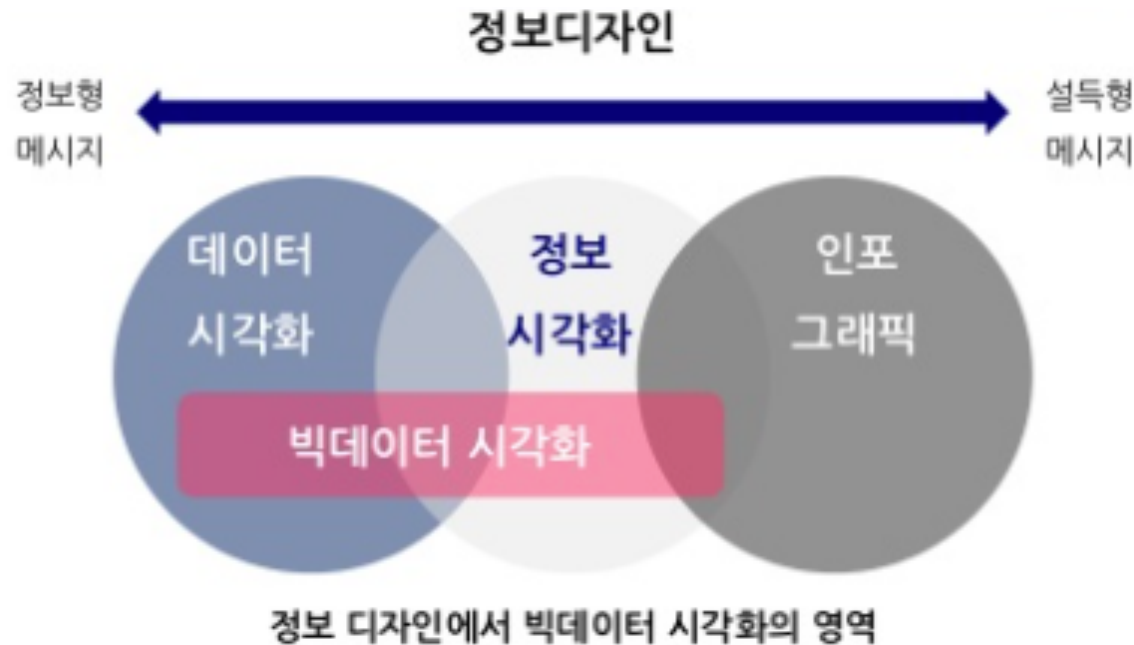 정보디자인
정보형
메시지
설득형
메시지
데이터
시각화
정보
시각화
인포
그래픽
빅데이터 시각화
정보 디자인에서 빅데이터 시각화의 영역